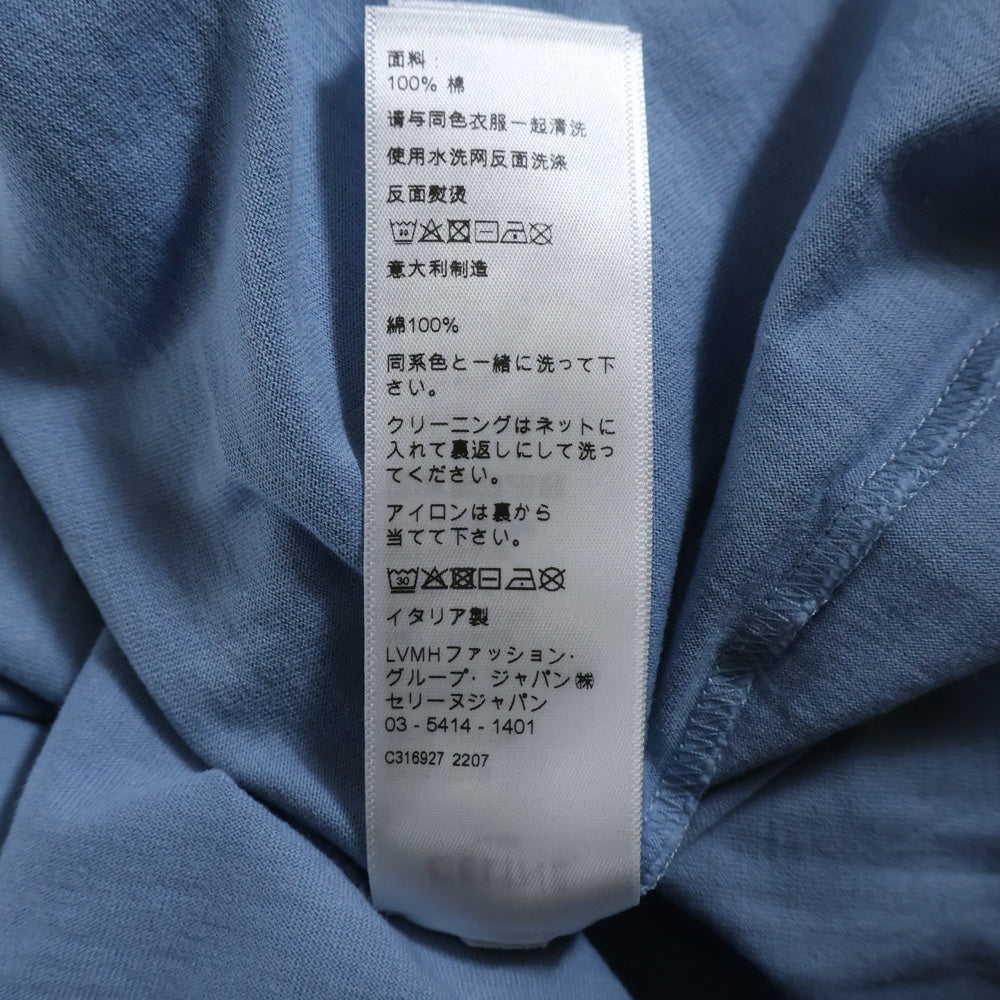 面料：
100% 棉
请与同色衣服一起清洗
使用水洗网反面洗涤
反面熨烫
意大利制造
綿100%
同系色と一緒に洗って下
さい。
クリーニングはネットに
入れて裏返しにして洗っ
てください。
アイロンは裏から
当てて下さい。
30
イタリア製
LVMHファッション·
グループ· ジャパン㈱
セリーヌジャパン
03 - 5414 - 1401
C316927 2207